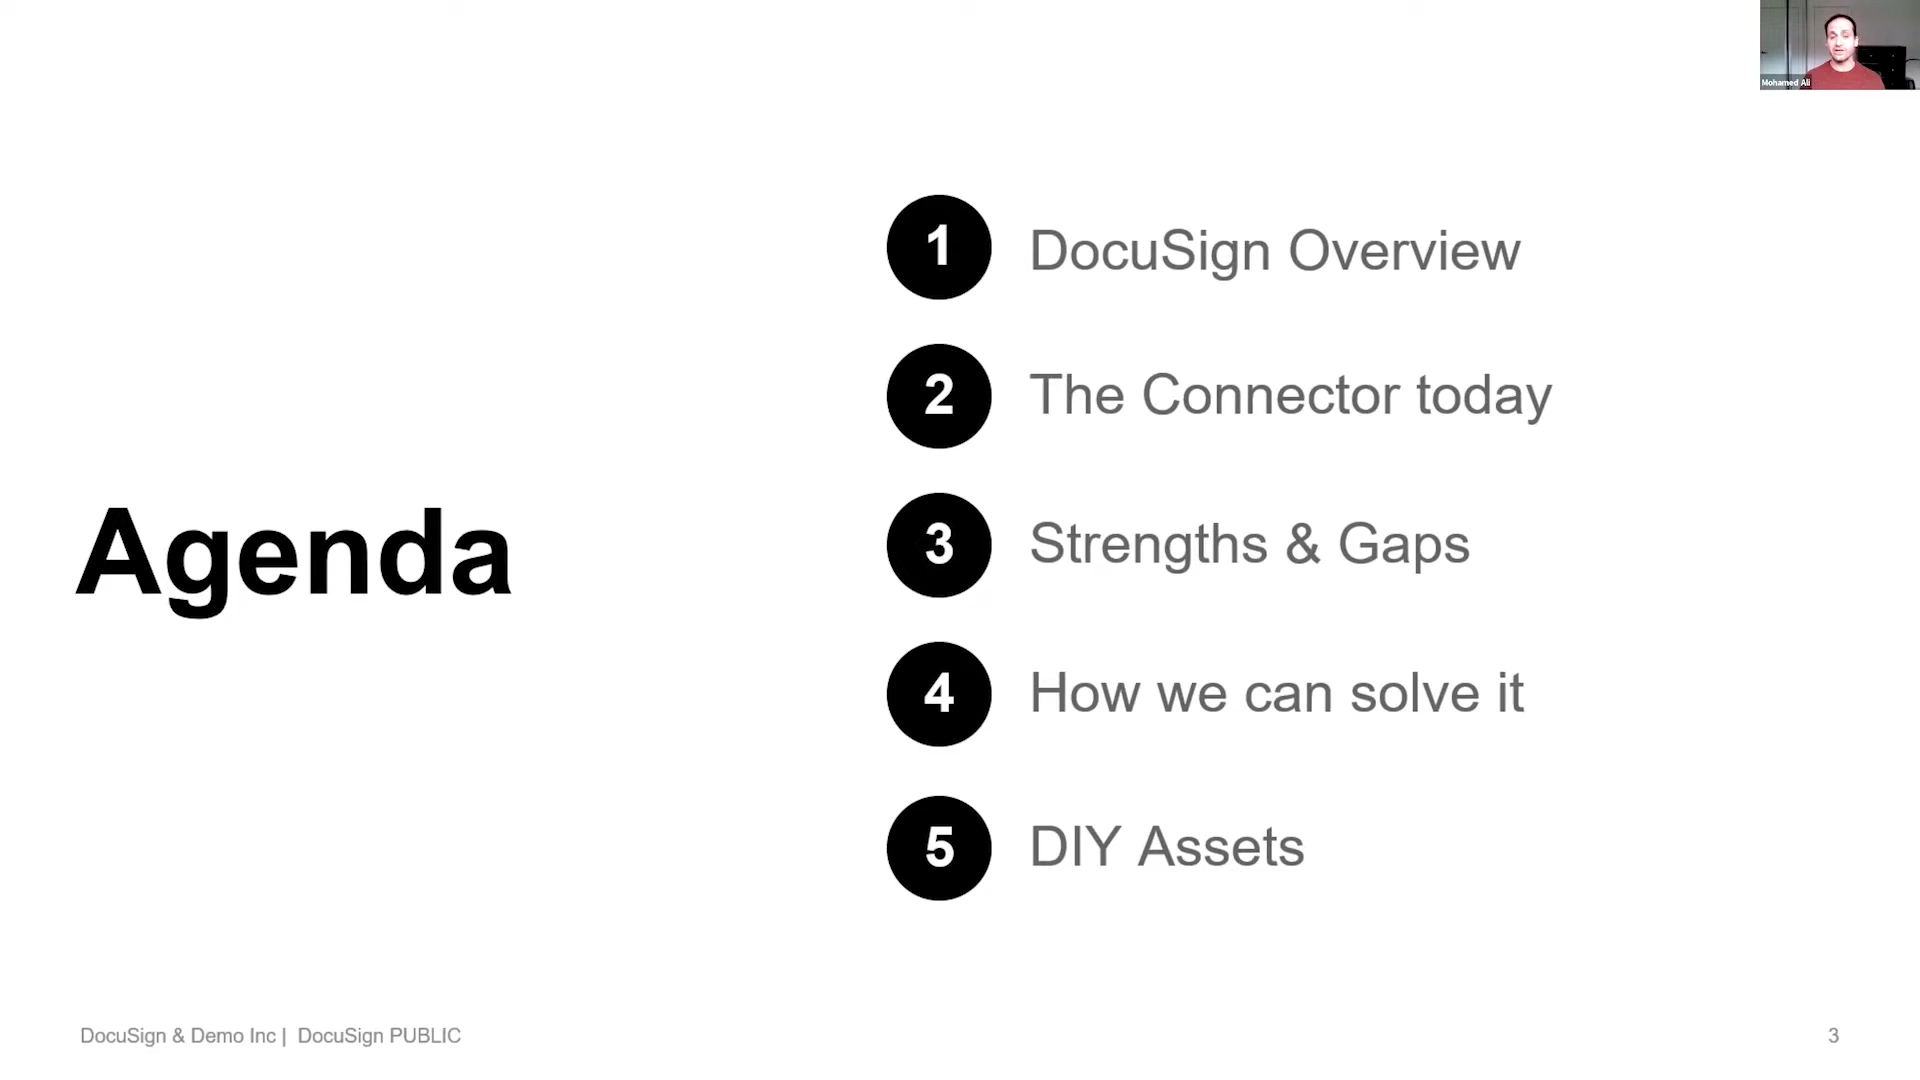 Mohamed Ali
Agenda
1 DocuSign Overview
2 The Connector today
3 Strengths & Gaps
4 How we can solve it
5 DIY Assets
DocuSign & Demo Inc | DocuSign PUBLIC
3